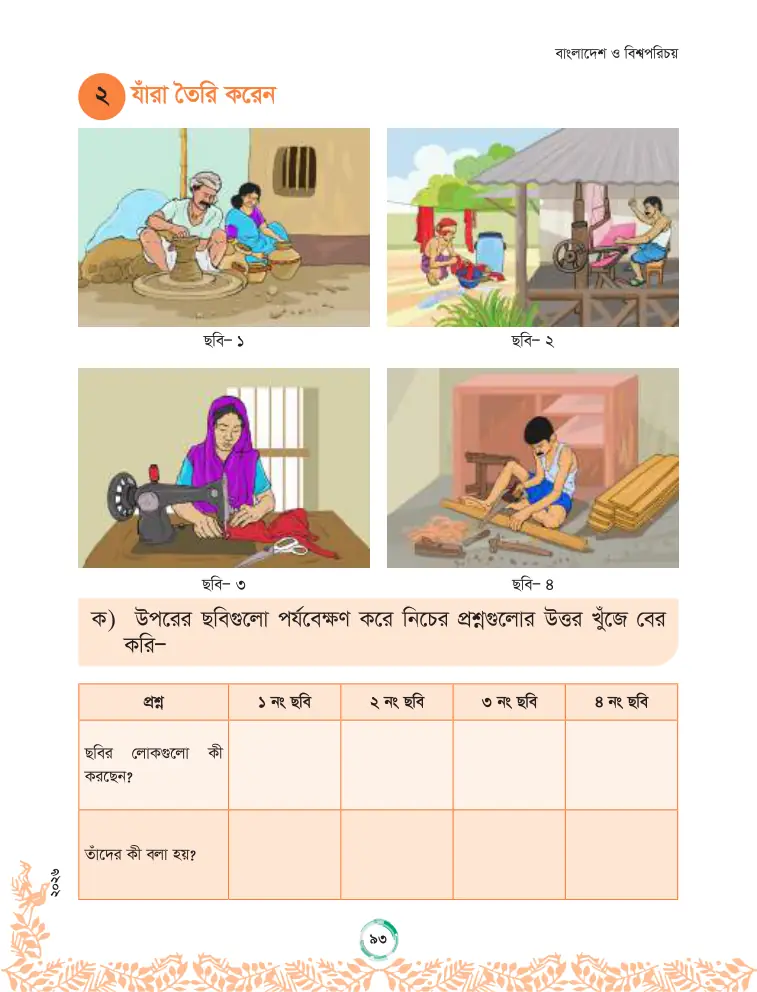 বাংলাদেশ ও বিশ্বপরিচয়
২ যাঁরা তৈরি করেন
ছবি– ১
ছবি– ২
ছবি– ৩
ছবি– ৪
ক) উপরের ছবিগুলো পর্যবেক্ষণ করে নিচের প্রশ্নগুলোর উত্তর খুঁজে বের
করি–
প্রশ্ন ১ নং ছবি ২ নং ছবি ৩ নং ছবি ৪ নং ছবি
ছবির লোকগুলো কী
করছেন?
তাঁদের কী বলা হয়?
২০২৬
৯৩